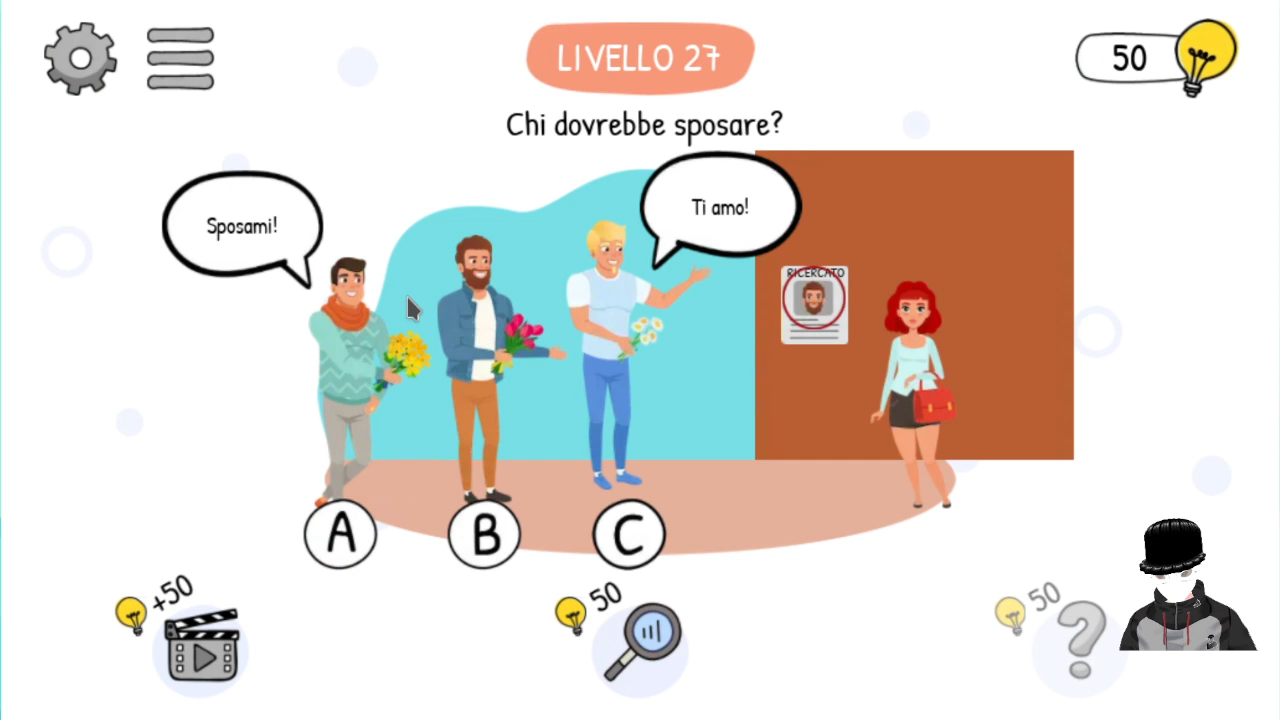 LIVELLO 27
50
Chi dovrebbe sposare?
Sposami!
Ti amo!
RICERCATO
A
B
C
+50
50
50
?